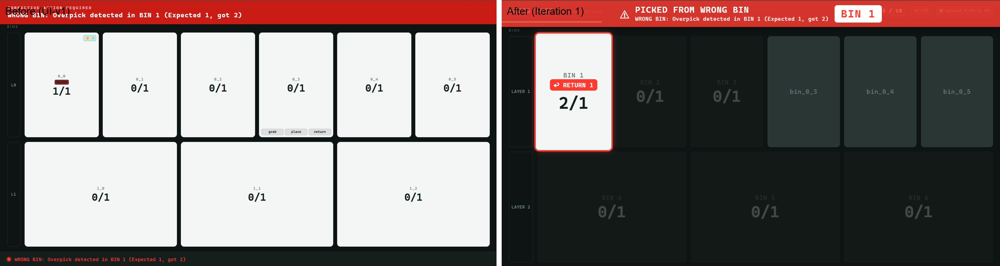 Before (UI-v1)
CORRECTIVE ACTION REQUIRED
WRONG BIN: Overpick detected in BIN 1 (Expected 1, got 2)
BINS
L0
R
0_0
1/1
0_1
0/1
0_2
0/1
0_3
0/1
grab place return
0_4
0/1
0_5
0/1
L1
1_0
0/1
1_1
0/1
1_2
0/1
WRONG BIN: Overpick detected in BIN 1 (Expected 1, got 2)
After (Iteration 1)
PICKED FROM WRONG BIN
WRONG BIN: Overpick detected in BIN 1 (Expected 1, got 2)
BIN 1
3 / 10
30 FPS
Updated 9:03:22 PM
BINS
LAYER 1
BIN 1
RETURN 1
2/1
BIN 2
0/1
BIN 3
0/1
bin_0_3
bin_0_4
bin_0_5
LAYER 2
BIN 4
0/1
BIN 5
0/1
BIN 6
0/1